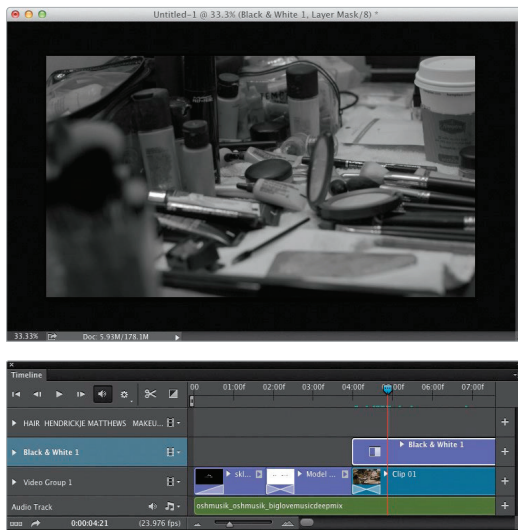 Untitled-1 @ 33.3% (Black & White 1, Layer Mask/8) *
33.33% Doc: 5.93M/178.1M
Timeline
00 01:00f 02:00f 03:00f 04:00f 00f 06:00f 07:00f
HAIR HENDRICKJE MATTHEWS MAKEU...
Black & White 1 Black & White 1
Video Group 1 skl... Model ... Clip 01
Audio Track oshmusik_oshmusik_biglovemusicdeepmix
0:00:04:21 (23.976 fps)